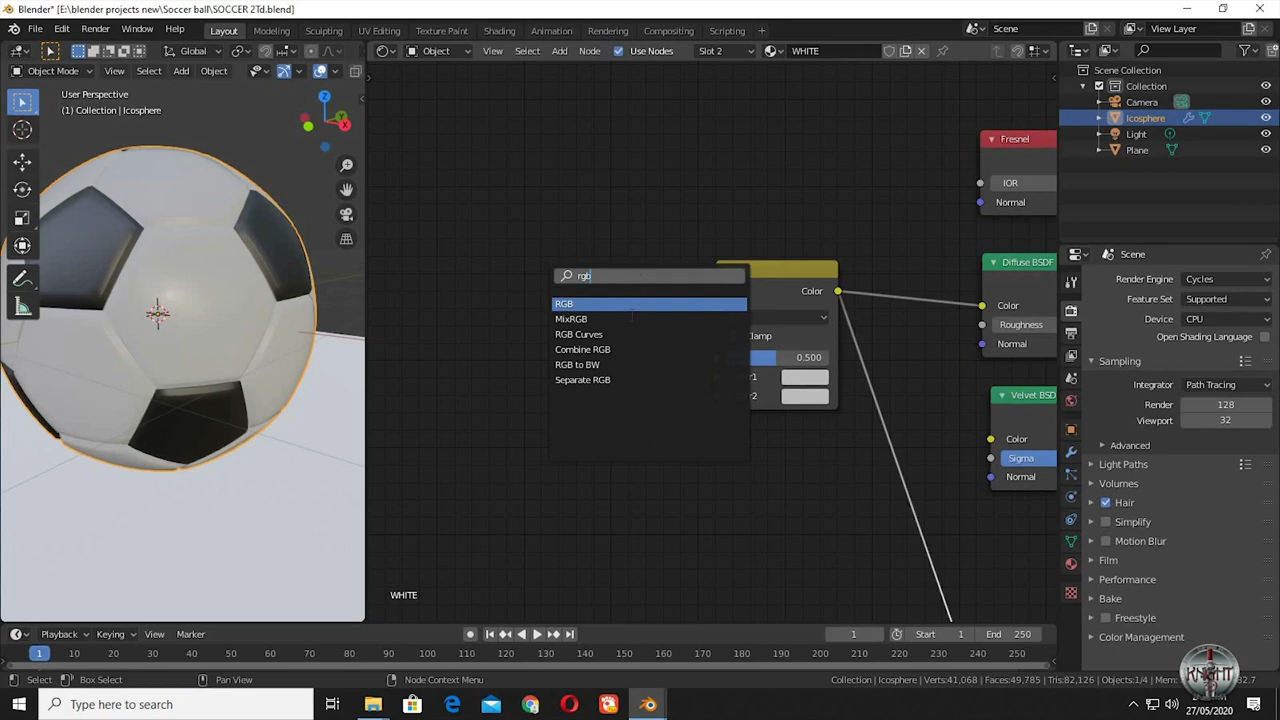 Blender* [E:\blender projects new\Soccer ball\SOCCER 2Td.blend]
File Edit Render Window Help Layout Modeling Sculpting UV Editing Texture Paint Shading Animation Rendering Compositing Scripting Scene View Layer
Global Object View Select Add Node Use Nodes Slot 2 WHITE
Object Mode View Select Add Object
User Perspective
(1) Collection | Icosphere
Z
Y
X
Scene Collection
Collection
Camera
Icosphere
Light
Plane
Fresnel
IOR
Normal
rgb
RGB
MixRGB
RGB Curves
Combine RGB
RGB to BW
Separate RGB
Color
Clamp
0.500
Diffuse BSDF
Color
Roughness
Normal
Velvet BSD
Color
Sigma
Normal
WHITE
Scene
Render Engine Cycles
Feature Set Supported
Device CPU
Open Shading Language
Sampling
Integrator Path Tracing
Render 128
Viewport 32
Advanced
Light Paths
Volumes
Hair
Simplify
Motion Blur
Film
Performance
Bake
Freestyle
Color Management
Playback Keying View Marker 1 Start 1 End 250
1 10 20 30 40 50 60 70 80 90 100 110 120 130 140 150 160 170 180 190 200 210 220 230 240 250
Select Box Select Pan View Node Context Menu Collection | Icosphere | Verts:41,068 | Faces:49,785 | Tris:82,126 | Objects:1/4 | Mem:
KNIGHT
Type here to search
27/05/2020